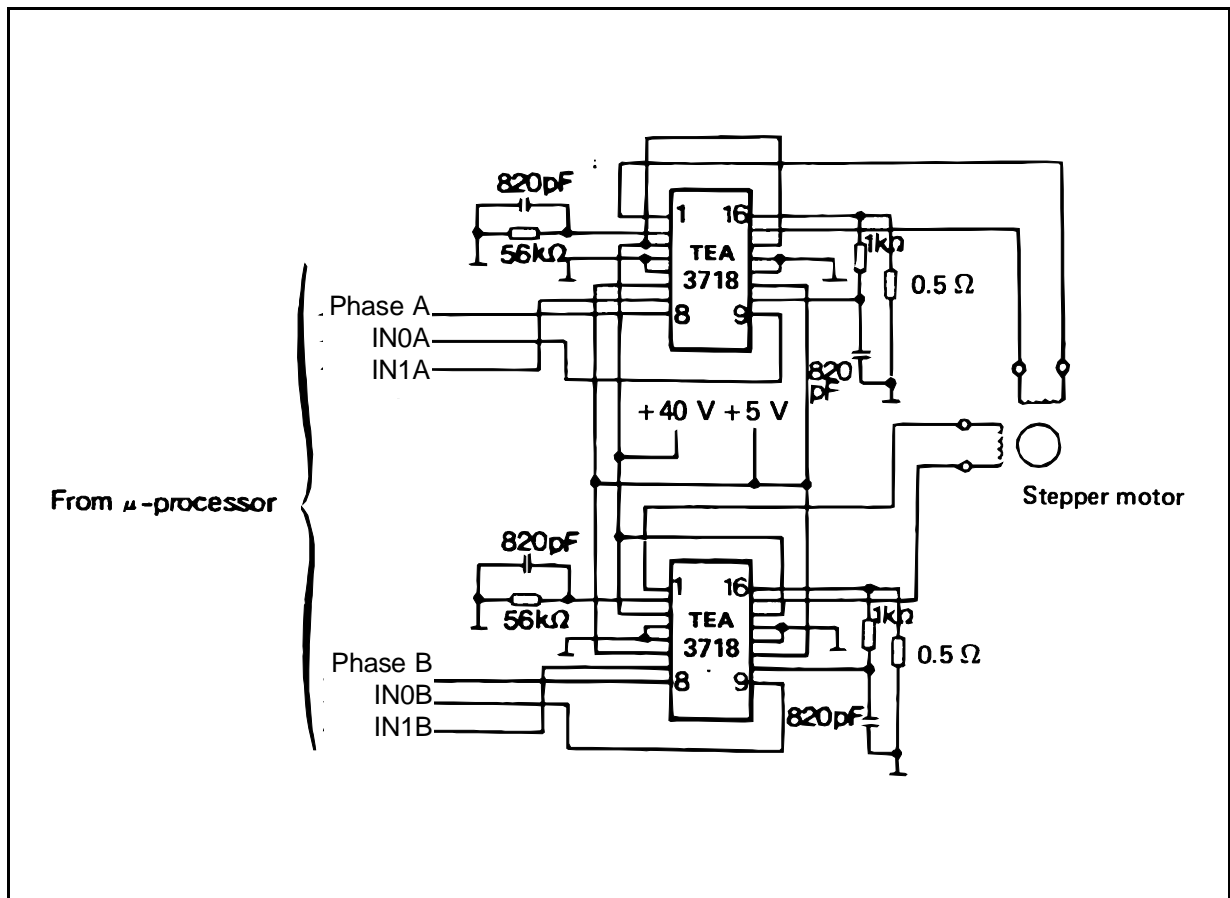 820pF
56kΩ
1 16
TEA
3718
8 9
1kΩ
0.5 Ω
820
pF
Phase A
IN0A
IN1A
+40 V +5 V
From μ-processor
Stepper motor
820pF
56kΩ
1 16
TEA
3718
8 9
1kΩ
0.5 Ω
820pF
Phase B
IN0B
IN1B